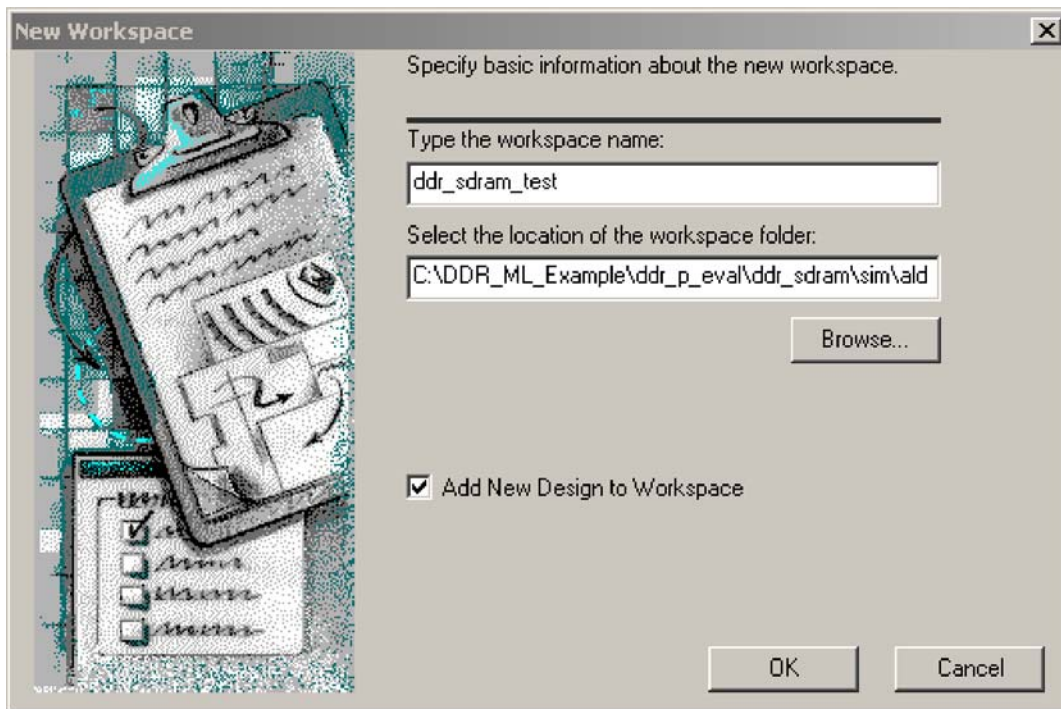 New Workspace
Specify basic information about the new workspace.
Type the workspace name:
ddr_sdram_test
Select the location of the workspace folder:
C:\DDR_ML_Example\ddr_p_eval\ddr_sdram\sim\ald
Browse...
Add New Design to Workspace
OK
Cancel